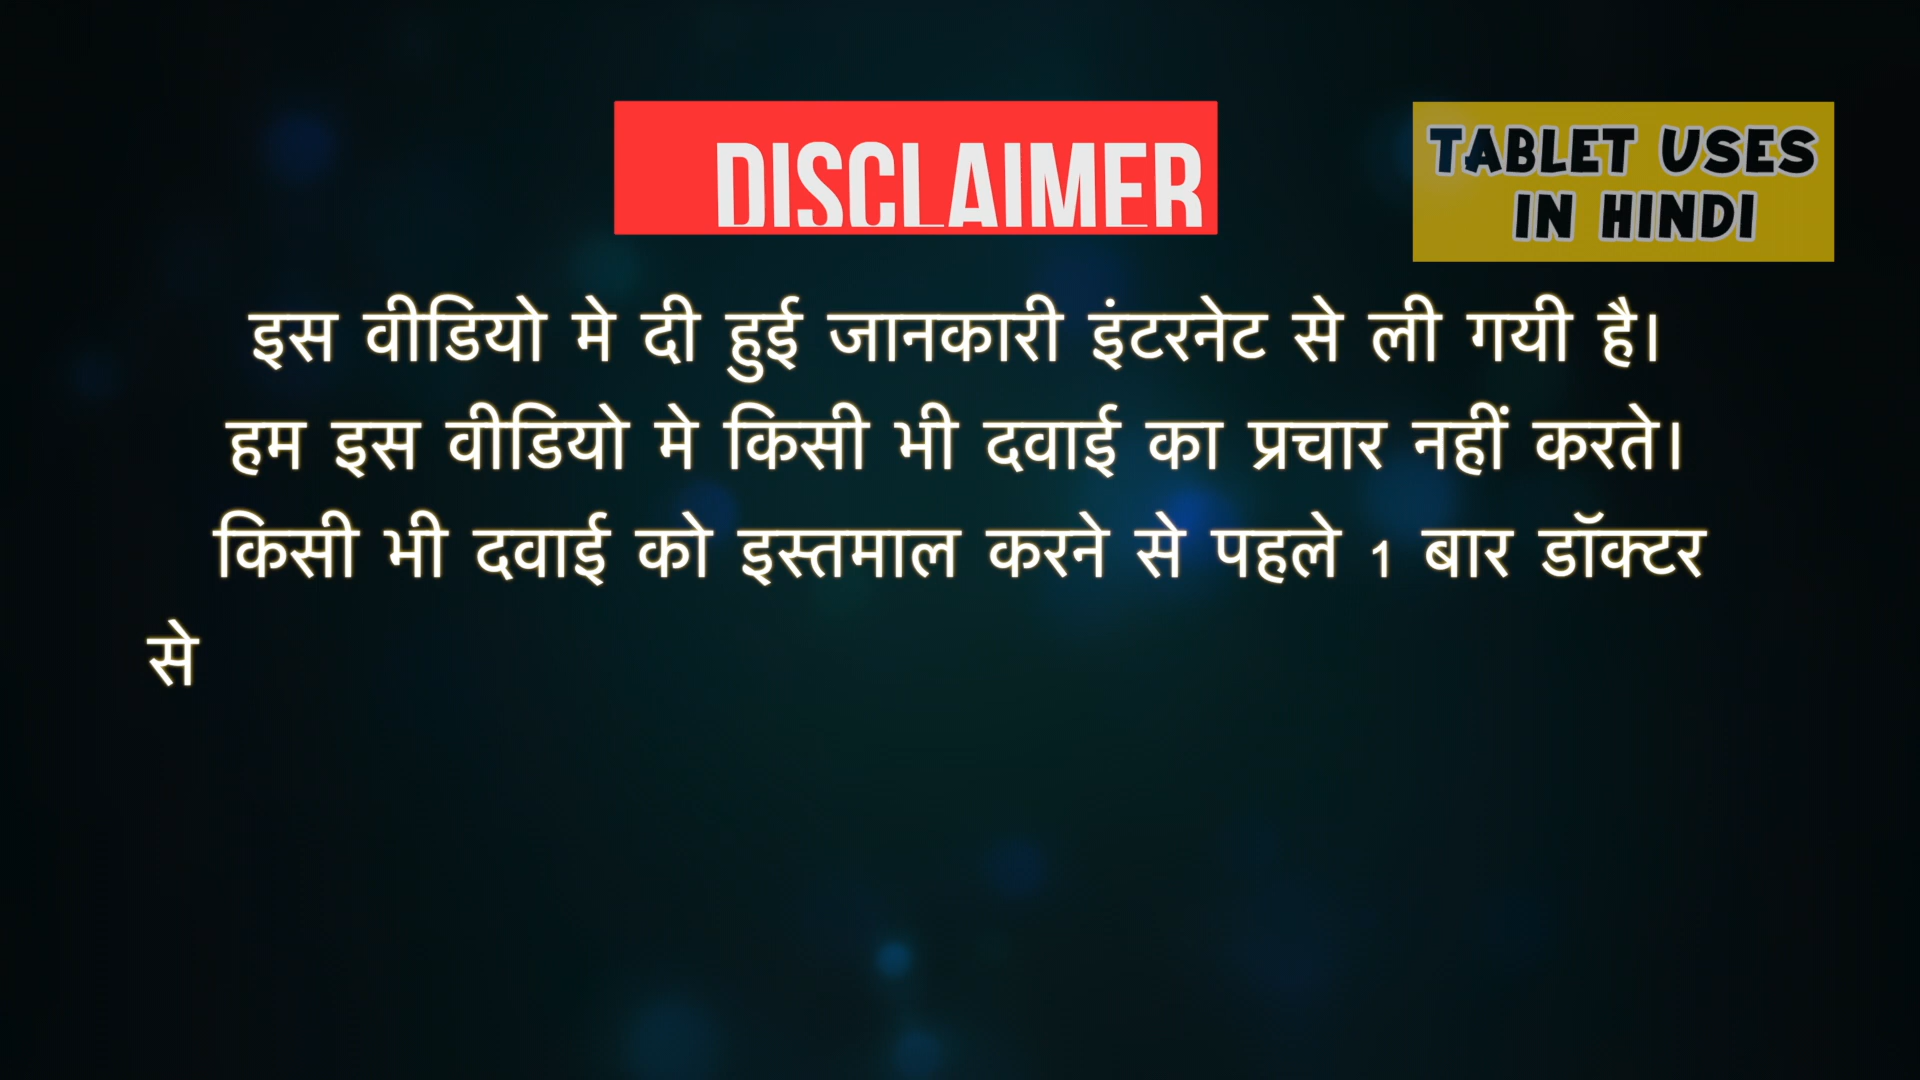 DISCLAIMER
TABLET USES
IN HINDI
इस वीडियो मे दी हुई जानकारी इंटरनेट से ली गयी है।
हम इस वीडियो मे किसी भी दवाई का प्रचार नहीं करते।
किसी भी दवाई को इस्तमाल करने से पहले 1 बार डॉक्टर
से